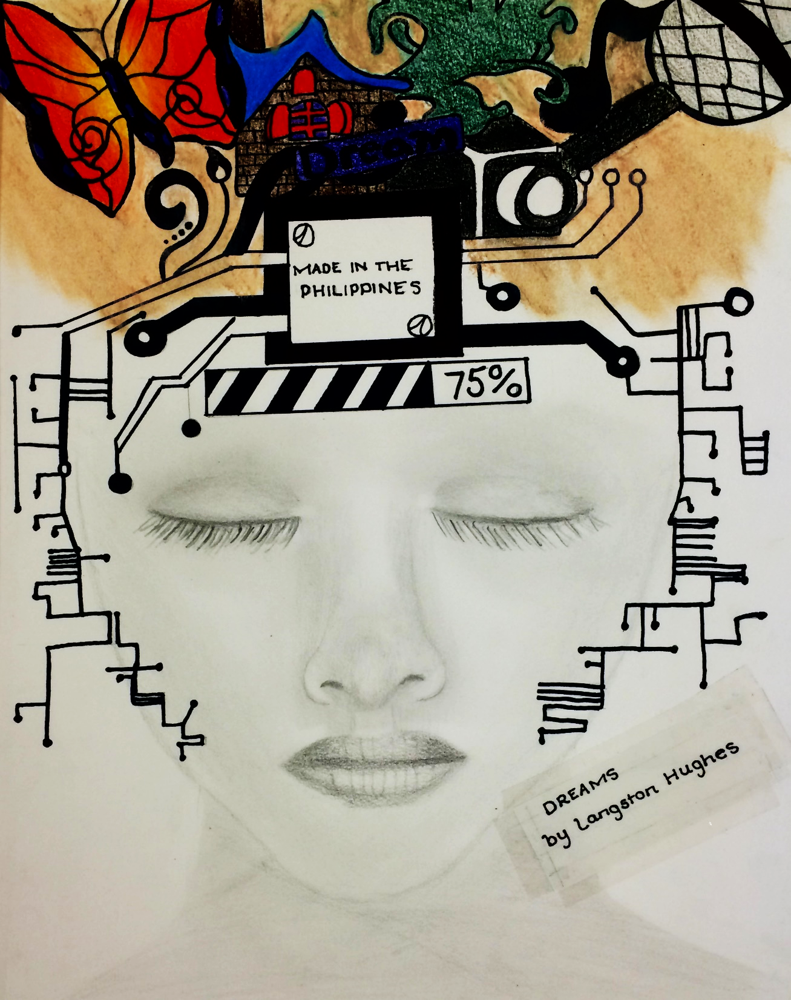 Dream
MADE IN THE
PHILIPPINES
75%
DREAMS
by Langston Hughes